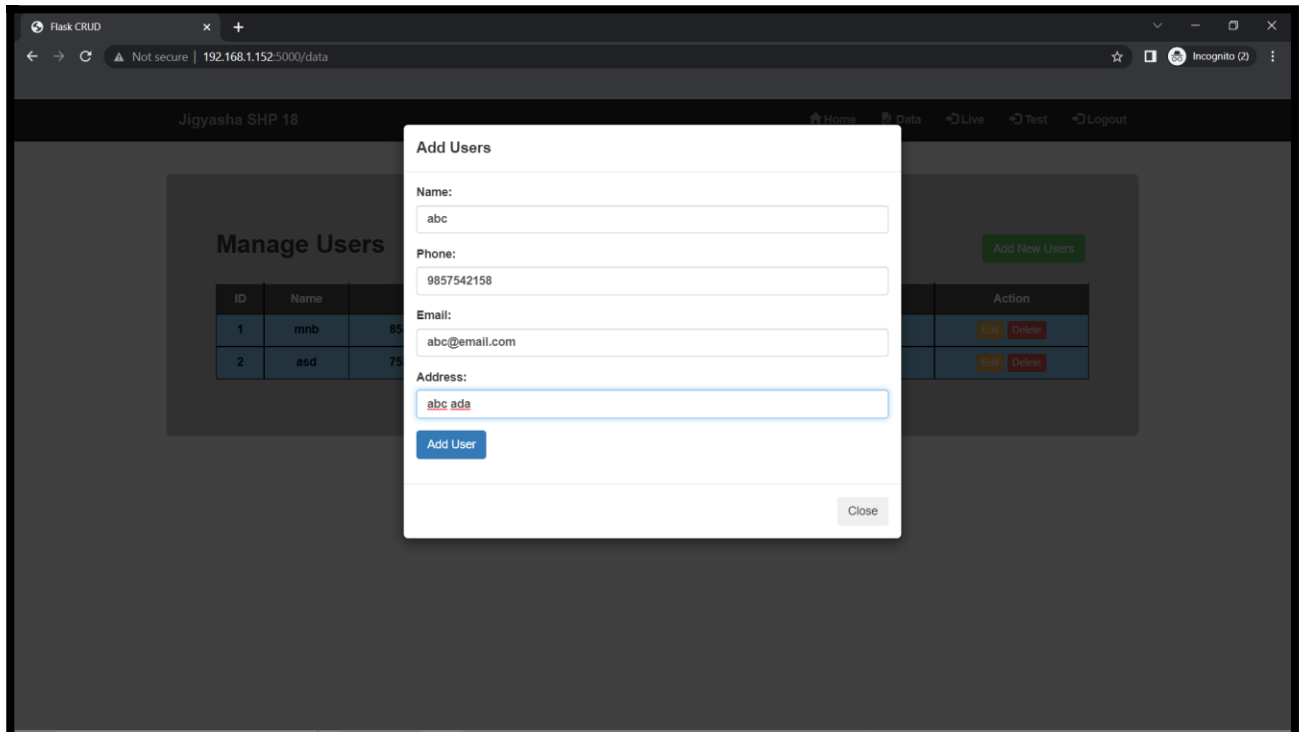 Flask CRUD
Not secure | 192.168.1.152:5000/data
Incognito (2)
Jigyasha SHP 18
Home Data Live Test Logout
Add Users
Name:
abc
Manage Users
Add New Users
Phone:
9857542158
ID Name Action
Email:
1 mnb 85 Edit Delete
abc@email.com
2 asd 75 Edit Delete
Address:
abc ada
Add User
Close